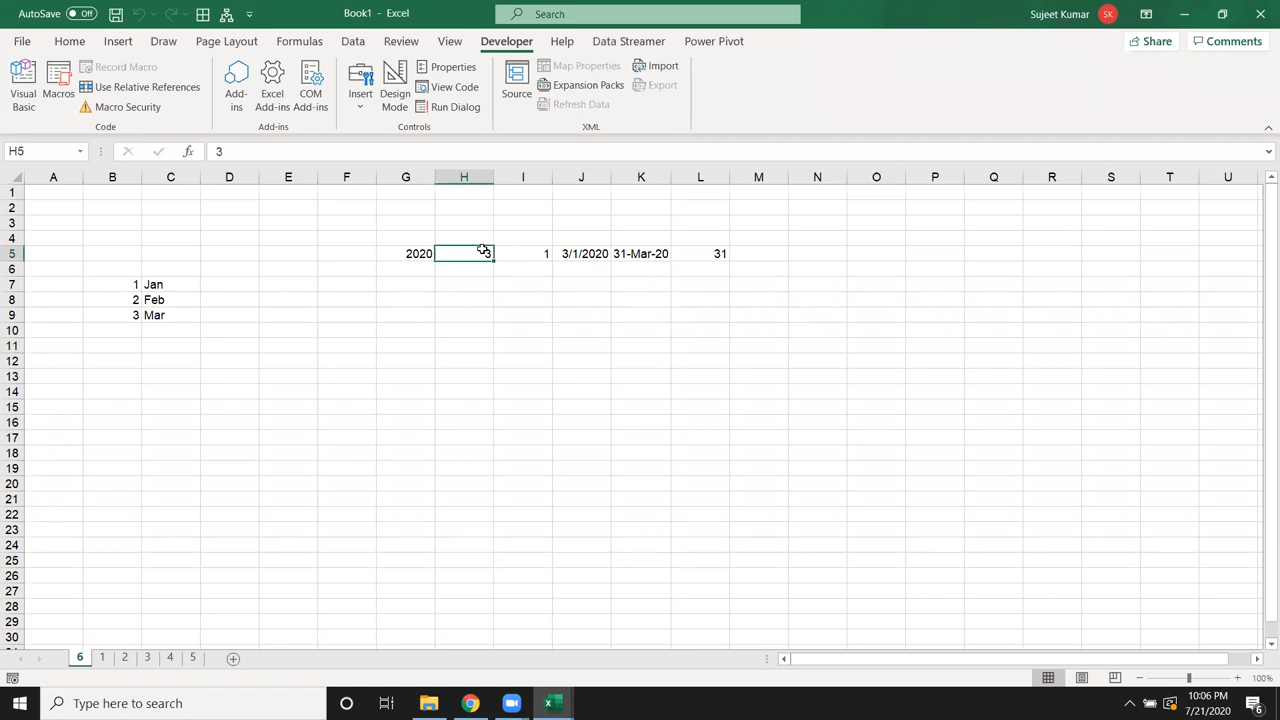 AutoSave Off Book1 - Excel Search Sujeet Kumar SK
File Home Insert Draw Page Layout Formulas Data Review View Developer Help Data Streamer Power Pivot Share Comments
Visual Basic
Macros
Record Macro
Use Relative References
Macro Security
Code
Add-ins
Excel Add-ins
COM Add-ins
Add-ins
Insert
Design Mode
Properties
View Code
Run Dialog
Controls
Source
Map Properties
Expansion Packs
Refresh Data
Import
Export
XML
H5 fx 3
A B C D E F G H I J K L M N O P Q R S T U
1
2
3
4
5 2020 3 1 3/1/2020 31-Mar-20 31
6
7 1 Jan
8 2 Feb
9 3 Mar
10
11
12
13
14
15
16
17
18
19
20
21
22
23
24
25
26
27
28
29
30
6 1 2 3 4 5
100%
Type here to search
10:06 PM
7/21/2020
6